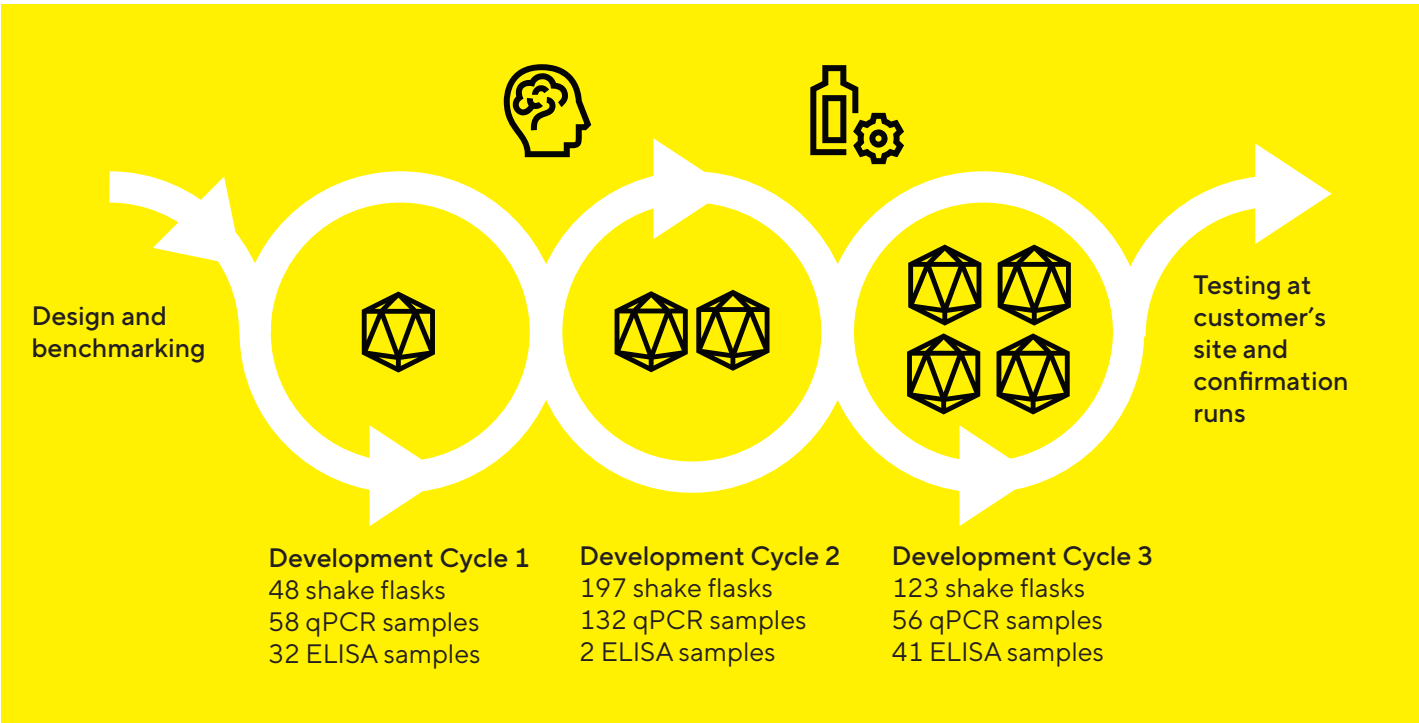 Design and
benchmarking
Testing at
customer’s
site and
confirmation
runs
Development Cycle 1
48 shake flasks
58 qPCR samples
32 ELISA samples
Development Cycle 2
197 shake flasks
132 qPCR samples
2 ELISA samples
Development Cycle 3
123 shake flasks
56 qPCR samples
41 ELISA samples